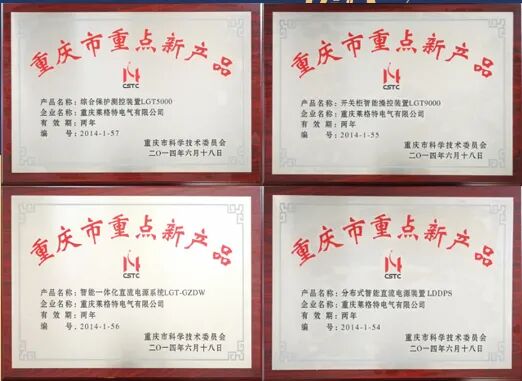 重庆市重点新产品
CSTC
产品名称：综合保护测控装置LGT5000
企业名称：重庆莱格特电气有限公司
有 效 期：两年
编　　号：2014-1-57
重庆市科学技术委员会
二〇一四年六月十八日
重庆市重点新产品
CSTC
产品名称：开关柜智能操控装置LGT9000
企业名称：重庆莱格特电气有限公司
有 效 期：两年
编　　号：2014-1-55
重庆市科学技术委员会
二〇一四年六月十八日
重庆市重点新产品
CSTC
产品名称：智能一体化直流电源系统LGT-GZDW
企业名称：重庆莱格特电气有限公司
有 效 期：两年
编　　号：2014-1-56
重庆市科学技术委员会
二〇一四年六月十八日
重庆市重点新产品
CSTC
产品名称：分布式智能直流电源装置 LDDPS
企业名称：重庆莱格特电气有限公司
有 效 期：两年
编　　号：2014-1-54
重庆市科学技术委员会
二〇一四年六月十八日